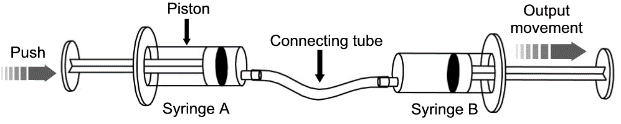 Piston
Output
movement
Push
Connecting tube
Syringe A
Syringe B